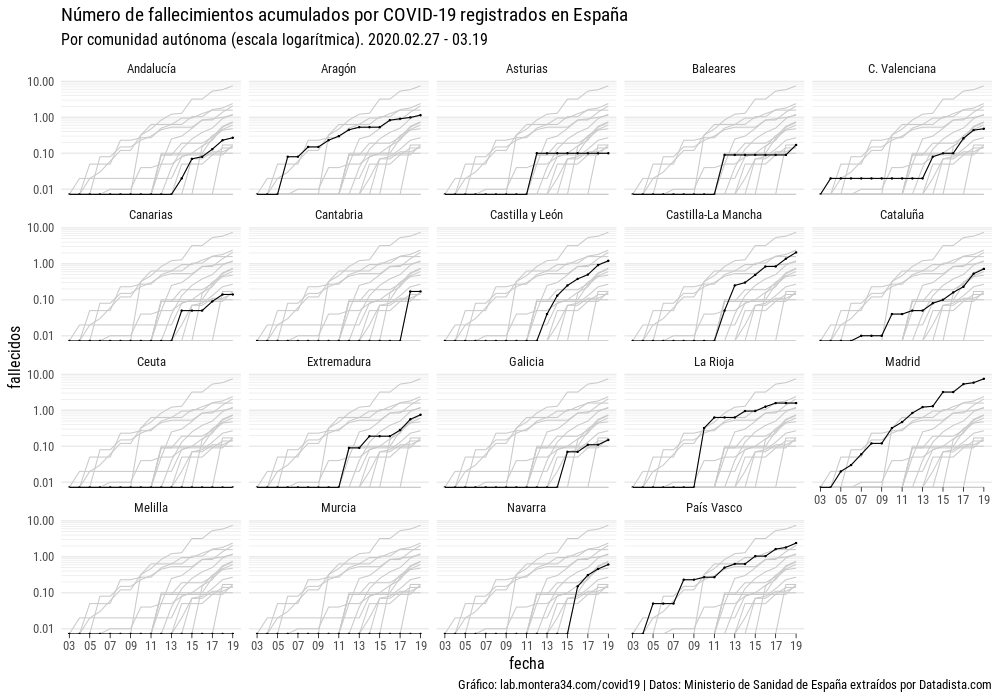 Número de fallecimientos acumulados por COVID-19 registrados en España
Por comunidad autónoma (escala logarítmica). 2020.02.27 - 03.19
Andalucía Aragón Asturias Baleares C. Valenciana
10.00
1.00
0.10
0.01
Canarias Cantabria Castilla y León Castilla-La Mancha Cataluña
10.00
1.00
0.10
0.01
fallecidos
Ceuta Extremadura Galicia La Rioja Madrid
10.00
1.00
0.10
0.01
03 05 07 09 11 13 15 17 19
Melilla Murcia Navarra País Vasco
10.00
1.00
0.10
0.01
03 05 07 09 11 13 15 17 19 03 05 07 09 11 13 15 17 19 03 05 07 09 11 13 15 17 19 03 05 07 09 11 13 15 17 19
fecha
Gráfico: lab.montera34.com/covid19 | Datos: Ministerio de Sanidad de España extraídos por Datadista.com